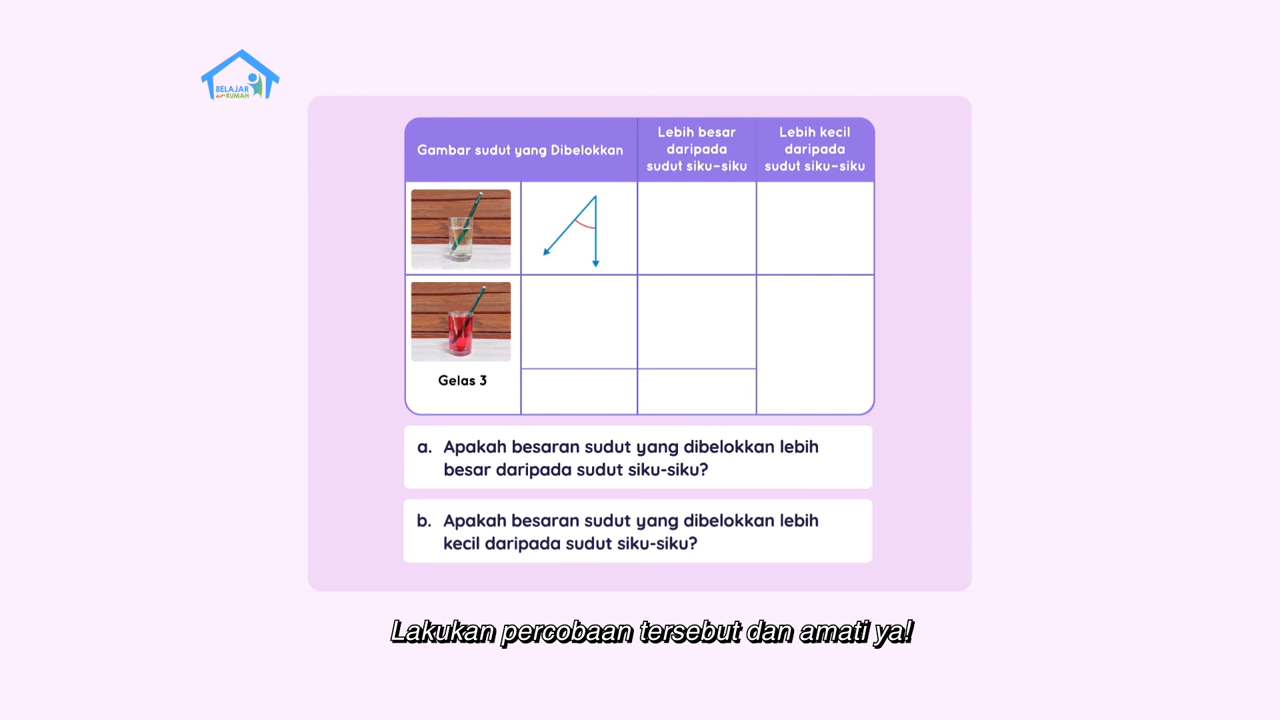 BELAJAR
dari RUMAH
Gambar sudut yang Dibelokkan
Lebih besar
daripada
sudut siku-siku
Lebih kecil
daripada
sudut siku-siku
Gelas 3
a. Apakah besaran sudut yang dibelokkan lebih
besar daripada sudut siku-siku?
b. Apakah besaran sudut yang dibelokkan lebih
kecil daripada sudut siku-siku?
Lakukan percobaan tersebut dan amati ya!